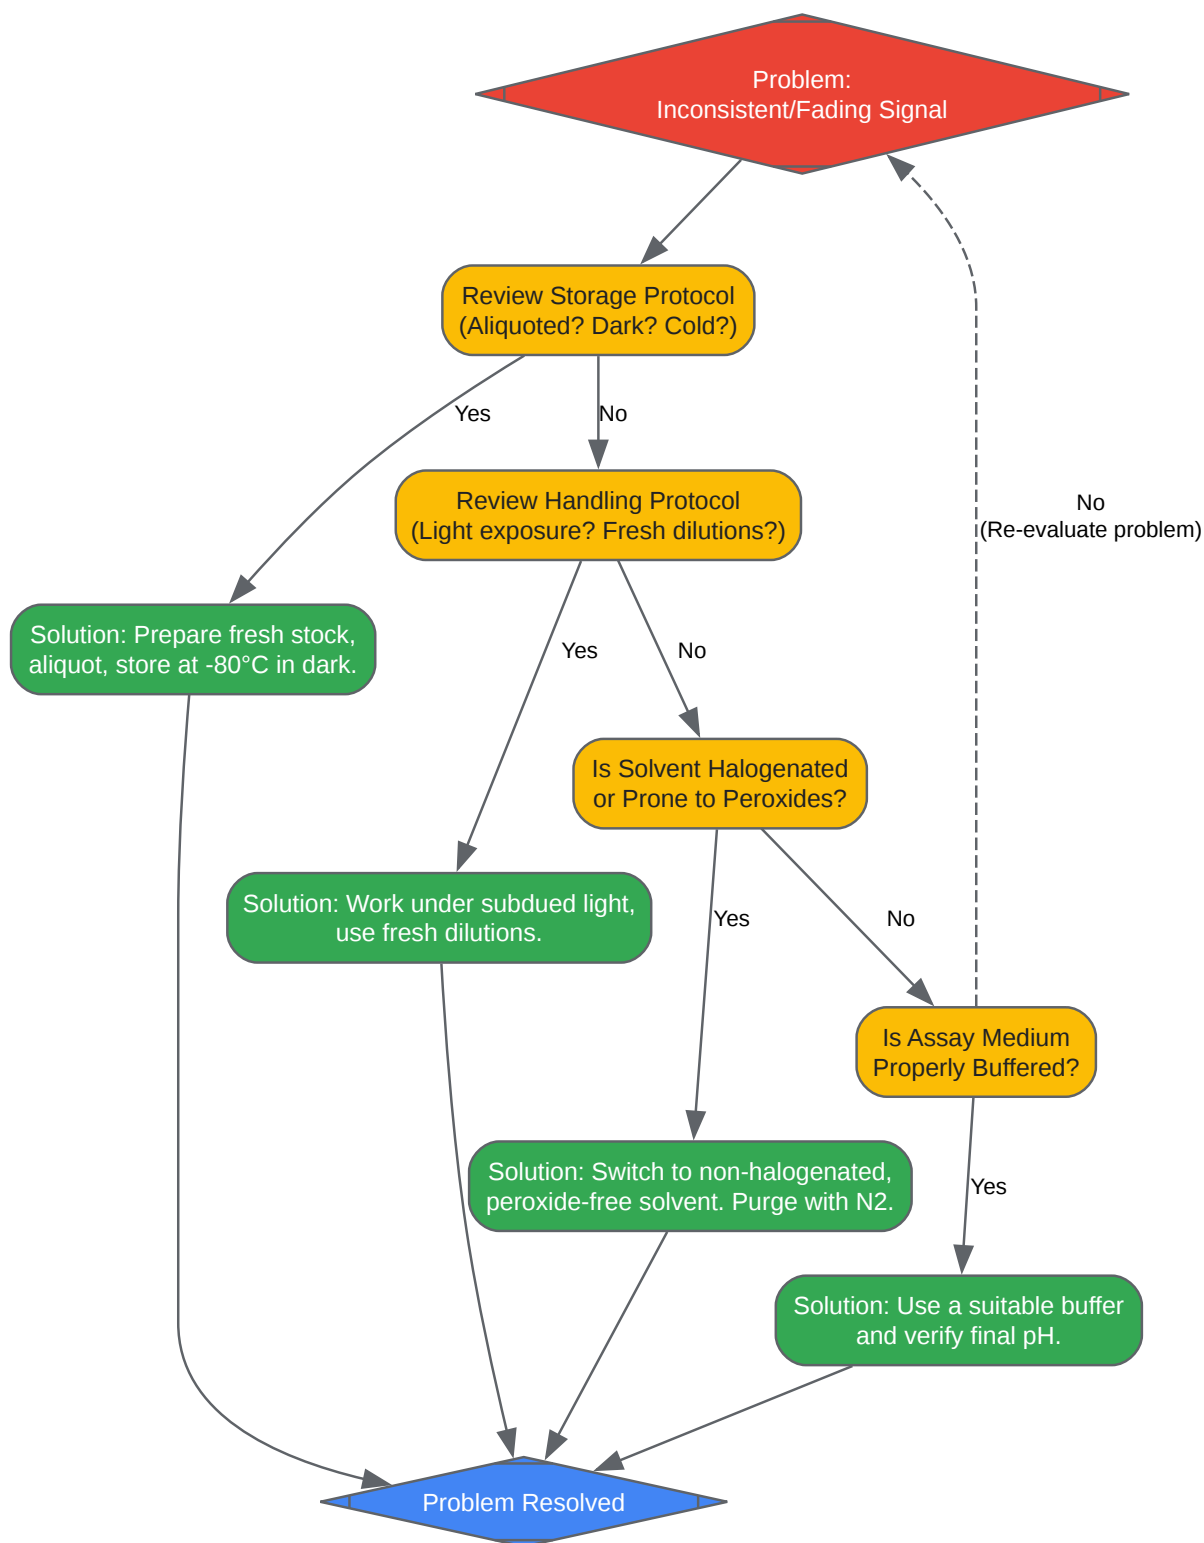 Problem:
Inconsistent/Fading Signal
Review Storage Protocol
(Aliquoted? Dark? Cold?)
Yes
No
Review Handling Protocol
(Light exposure? Fresh dilutions?)
No
(Re-evaluate problem)
Solution: Prepare fresh stock,
aliquot, store at -80°C in dark.
Yes
No
Is Solvent Halogenated
or Prone to Peroxides?
Solution: Work under subdued light,
use fresh dilutions.
Yes
No
Is Assay Medium
Properly Buffered?
Solution: Switch to non-halogenated,
peroxide-free solvent. Purge with N2.
Yes
Solution: Use a suitable buffer
and verify final pH.
Problem Resolved